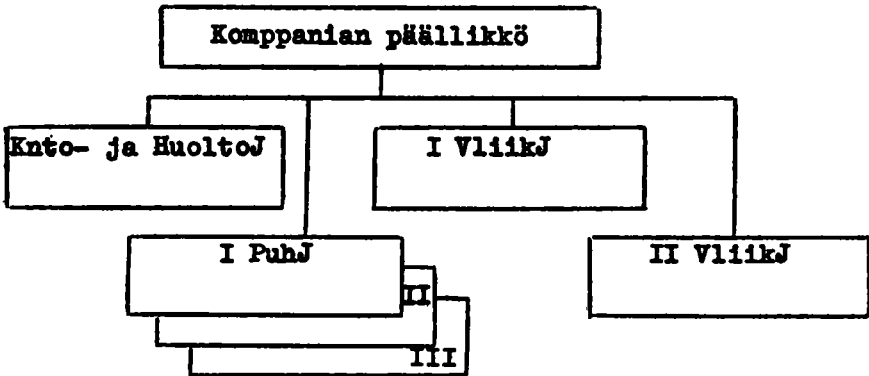 Komppanian päällikkö
Knto- ja HuoltoJ
I VliikJ
I PuhJ
II VliikJ
II
III